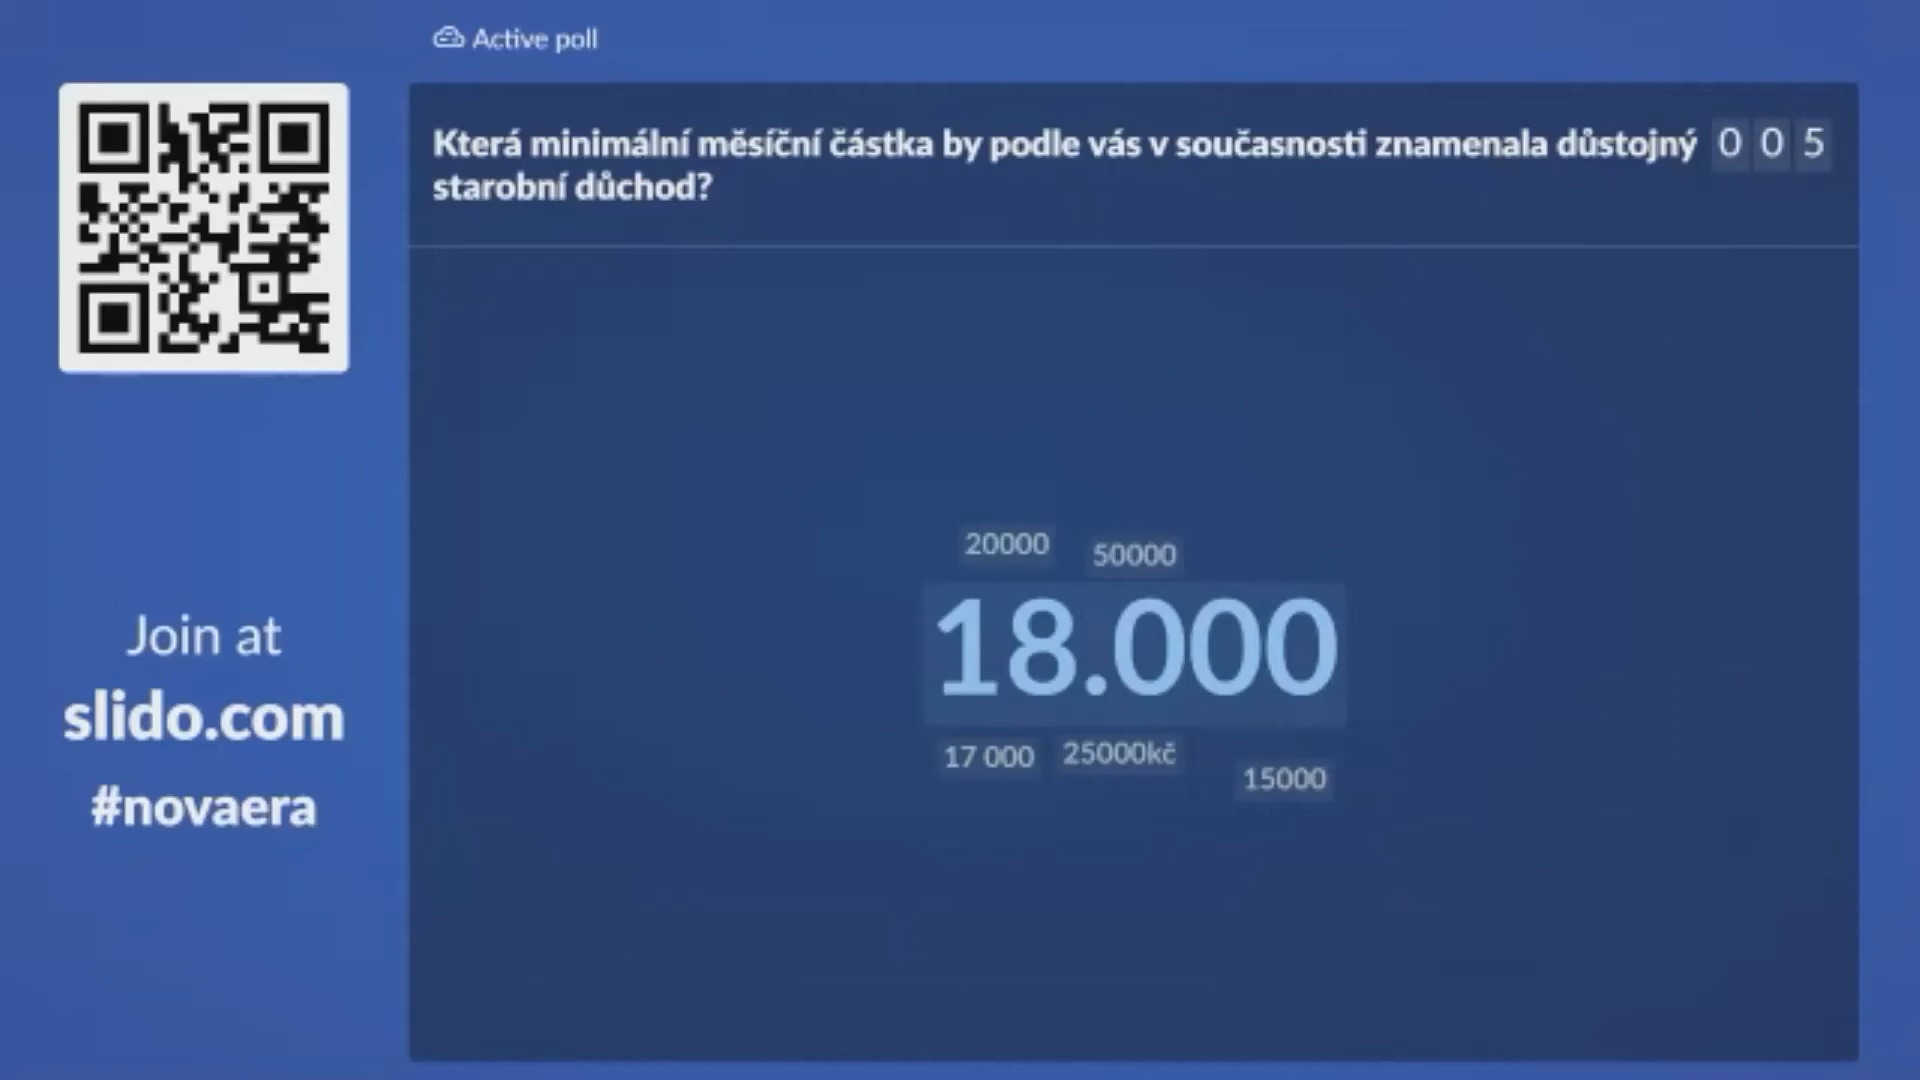 Active poll
Která minimální měsíční částka by podle vás v současnosti znamenala důstojný
starobní důchod?
0 0 5
20000
50000
18.000
17 000
25000kč
15000
Join at
slido.com
#novaera